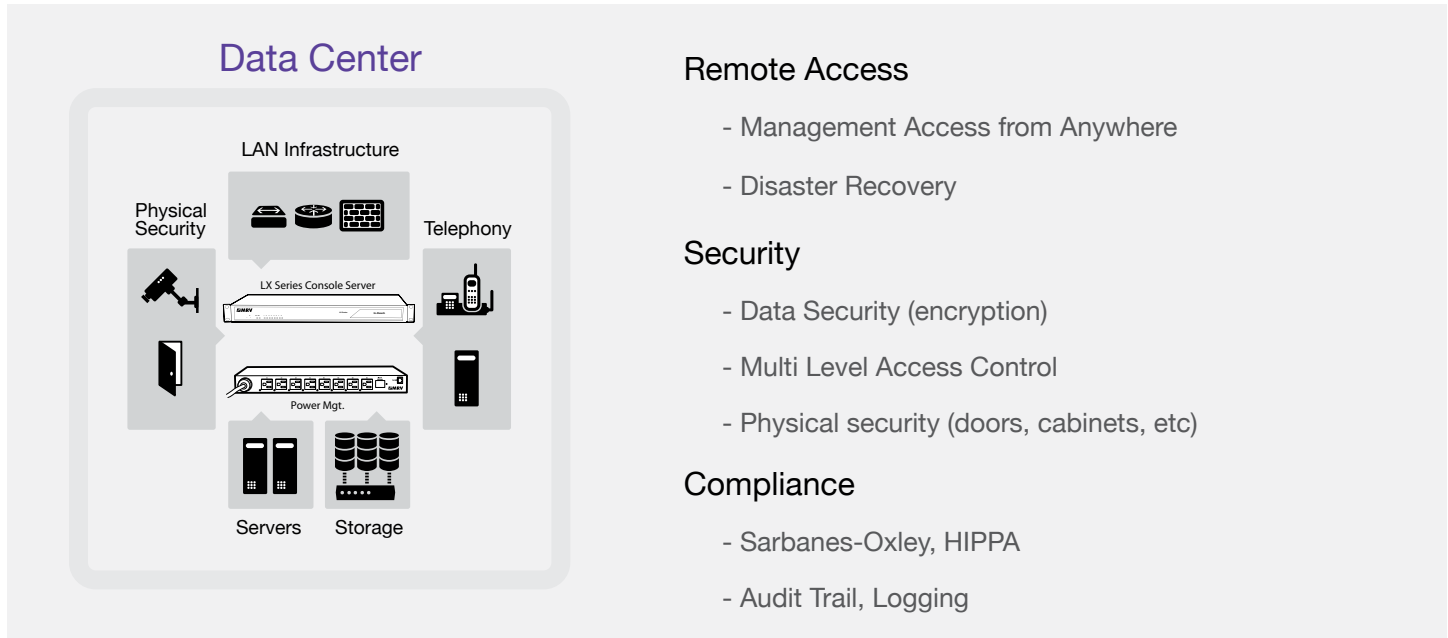 Data Center
LAN Infrastructure
Physical
Security
Telephony
LX Series Console Server
MRV
Power Mgt.
MRV
Servers
Storage
Remote Access
- Management Access from Anywhere
- Disaster Recovery
Security
- Data Security (encryption)
- Multi Level Access Control
- Physical security (doors, cabinets, etc)
Compliance
- Sarbanes-Oxley, HIPPA
- Audit Trail, Logging